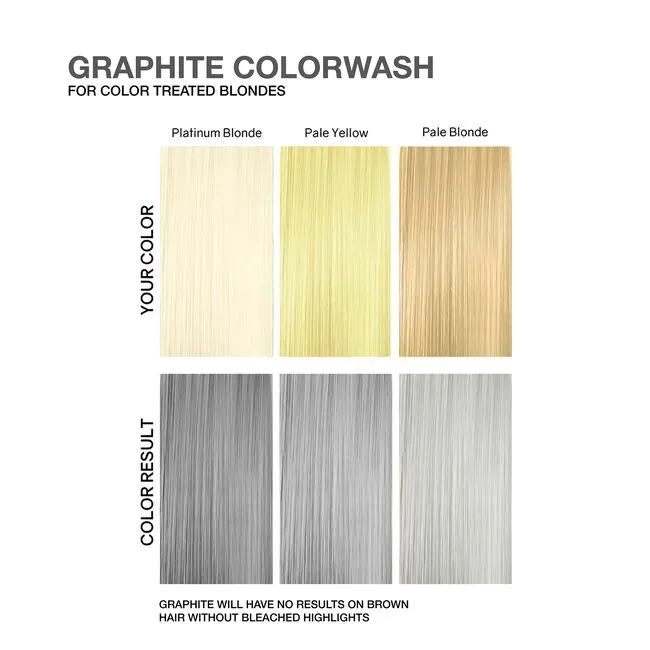 GRAPHITE COLORWASH
FOR COLOR TREATED BLONDES
Platinum Blonde
Pale Yellow
Pale Blonde
YOUR COLOR
COLOR RESULT
GRAPHITE WILL HAVE NO RESULTS ON BROWN
HAIR WITHOUT BLEACHED HIGHLIGHTS